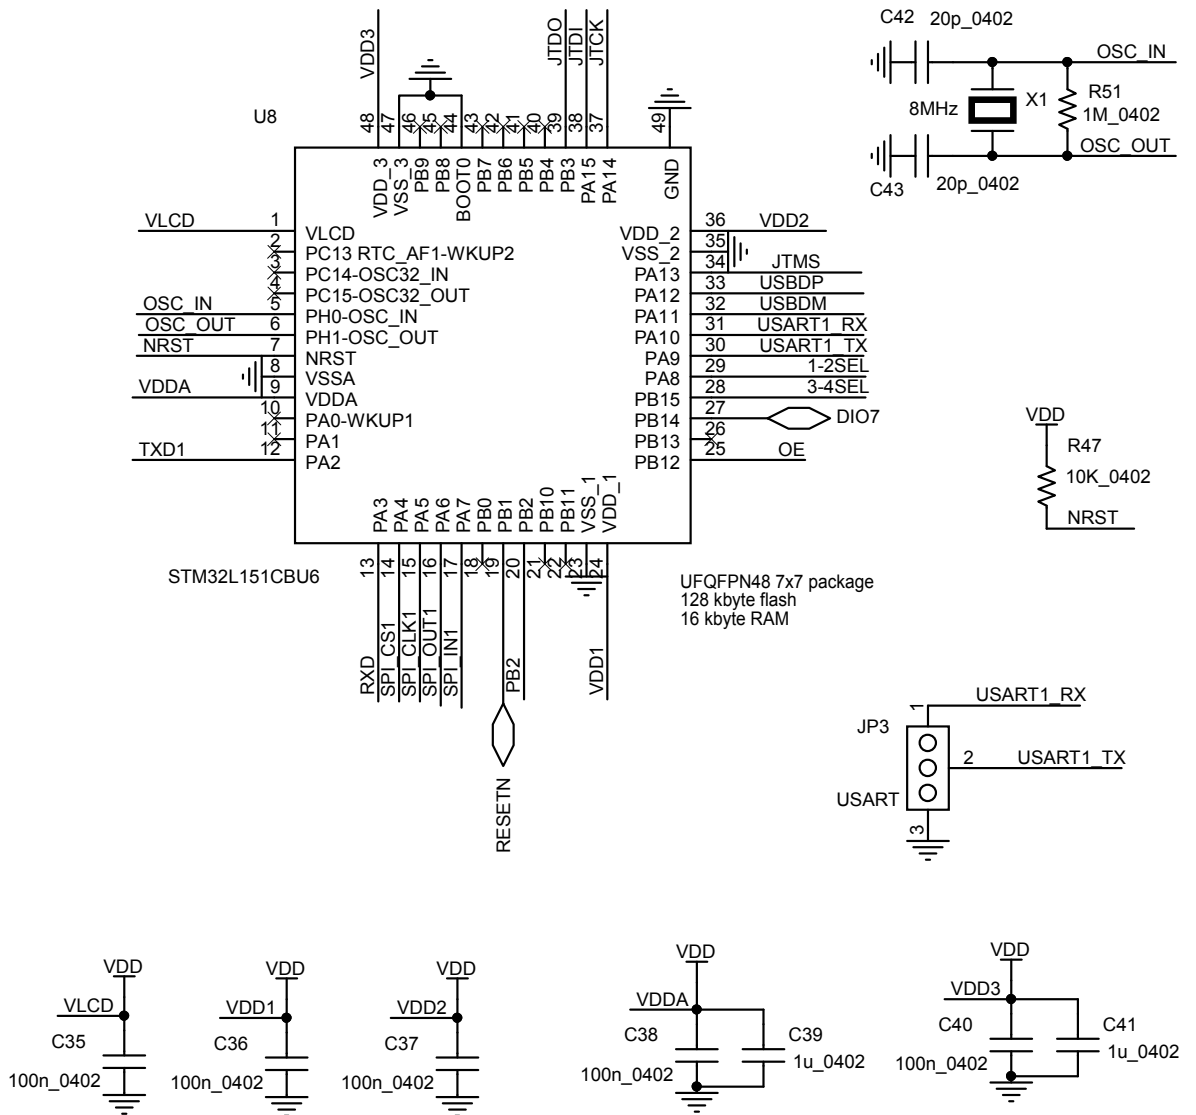 C42
20p_0402
OSC_IN
8MHz
X1
R51
1M_0402
OSC_OUT
C43
20p_0402
U8
VDD3
JTDO
JTDI
JTCK
48
47
46
45
44
43
42
41
40
39
38
37
49
VDD_3
VSS_3
PB9
PB8
BOOT0
PB7
PB6
PB5
PB4
PB3
PA15
PA14
GND
VLCD 1 VLCD
2 PC13 RTC_AF1-WKUP2
3 PC14-OSC32_IN
4 PC15-OSC32_OUT
OSC_IN 5 PH0-OSC_IN
OSC_OUT 6 PH1-OSC_OUT
NRST 7 NRST
8 VSSA
VDDA 9 VDDA
10 PA0-WKUP1
11 PA1
TXD1 12 PA2
VDD_2 36 VDD2
VSS_2 35
PA13 34 JTMS
PA12 33 USBDP
PA11 32 USBDM
PA10 31 USART1_RX
PA9 30 USART1_TX
PA8 29 1-2SEL
PB15 28 3-4SEL
PB14 27 DIO7
PB13 26
PB12 25 OE
PA3
PA4
PA5
PA6
PA7
PB0
PB1
PB2
PB10
PB11
VSS_1
VDD_1
13
14
15
16
17
18
19
20
21
22
23
24
RXD
SPI_CS1
SPI_CLK1
SPI_OUT1
SPI_IN1
RESETN
PB2
VDD1
STM32L151CBU6
UFQFPN48 7x7 package
128 kbyte flash
16 kbyte RAM
VDD
R47
10K_0402
NRST
JP3
USART
1
USART1_RX
2
USART1_TX
3
VDD
VLCD
C35
100n_0402
VDD
VDD1
C36
100n_0402
VDD
VDD2
C37
100n_0402
VDD
VDDA
C38
100n_0402
C39
1u_0402
VDD
VDD3
C40
100n_0402
C41
1u_0402